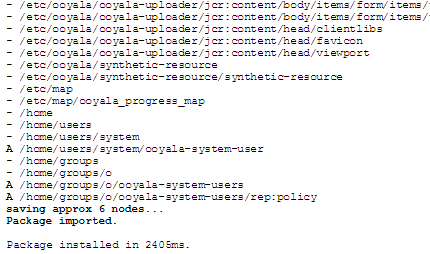 - /etc/ooyala/ooyala-uploader/jcr:content/body/items/form/items/
- /etc/ooyala/ooyala-uploader/jcr:content/body/items/form/items/
- /etc/ooyala/ooyala-uploader/jcr:content/head/clientlibs
- /etc/ooyala/ooyala-uploader/jcr:content/head/favicon
- /etc/ooyala/ooyala-uploader/jcr:content/head/viewport
- /etc/ooyala/synthetic-resource
- /etc/ooyala/synthetic-resource/synthetic-resource
- /etc/map
- /etc/map/ooyala_progress_map
- /home
- /home/users
- /home/users/system
A /home/users/system/ooyala-system-user
- /home/groups
- /home/groups/o
A /home/groups/o/ooyala-system-users
A /home/groups/o/ooyala-system-users/rep:policy
saving approx 6 nodes...
Package imported.
Package installed in 2405ms.